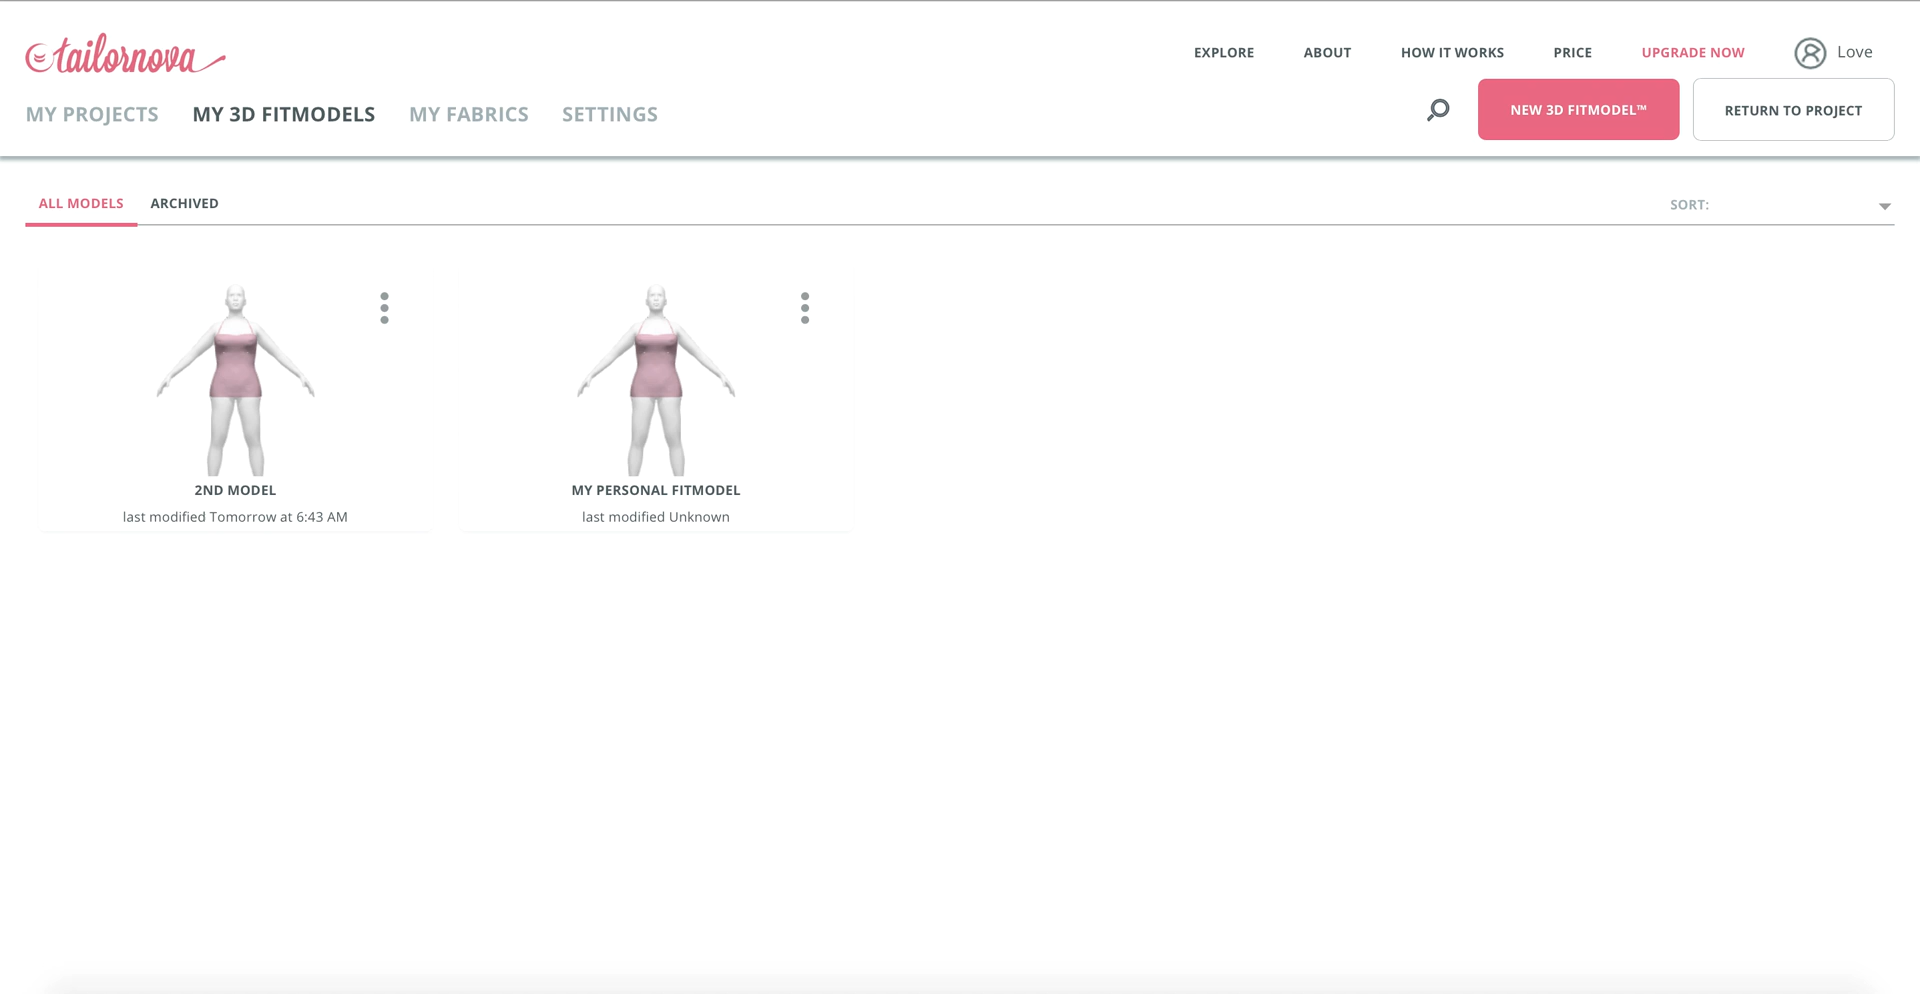 tailornova
EXPLORE ABOUT HOW IT WORKS PRICE UPGRADE NOW Love
MY PROJECTS MY 3D FITMODELS MY FABRICS SETTINGS
NEW 3D FITMODEL™ RETURN TO PROJECT
ALL MODELS ARCHIVED SORT:
2ND MODEL
last modified Tomorrow at 6:43 AM
MY PERSONAL FITMODEL
last modified Unknown